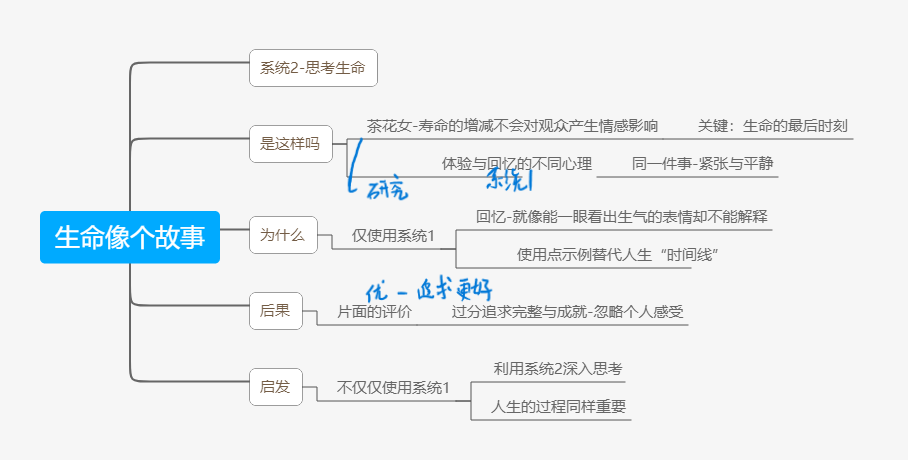 系统2-思考生命
是这样吗
茶花女-寿命的增减不会对观众产生情感影响
关键：生命的最后时刻
体验与回忆的不同心理
同一件事-紧张与平静
研究
系统1
生命像个故事
为什么
仅使用系统1
回忆-就像能一眼看出生气的表情却不能解释
使用点示例替代人生“时间线”
优-追求更好
后果
片面的评价
过分追求完整与成就-忽略个人感受
启发
不仅仅使用系统1
利用系统2深入思考
人生的过程同样重要